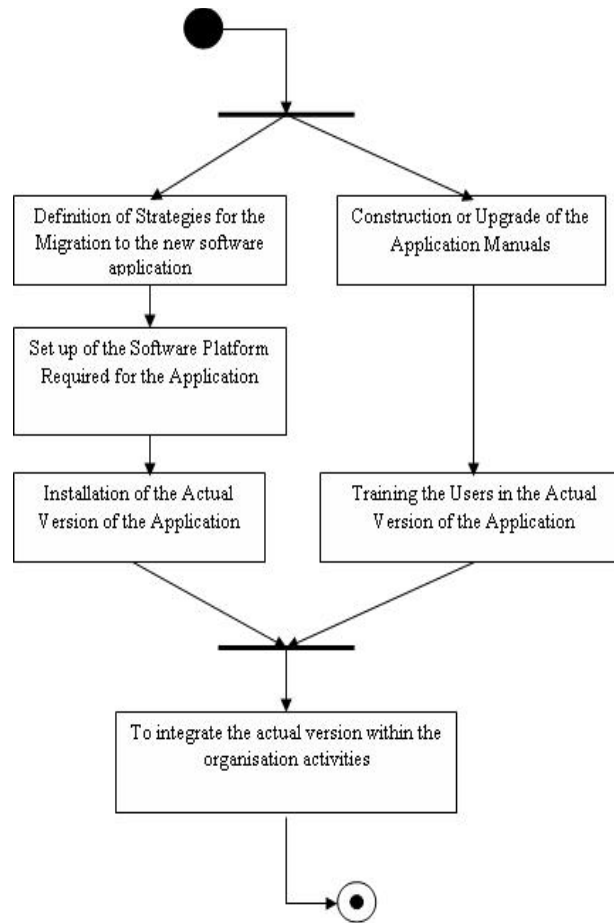 Definition of Strategies for the
Migration to the new software
application
Construction or Upgrade of the
Application Manuals
Set up of the Software Platform
Required for the Application
Installation of the Actual
Version of the Application
Training the Users in the Actual
Version of the Application
To integrate the actual version within the
organisation activities